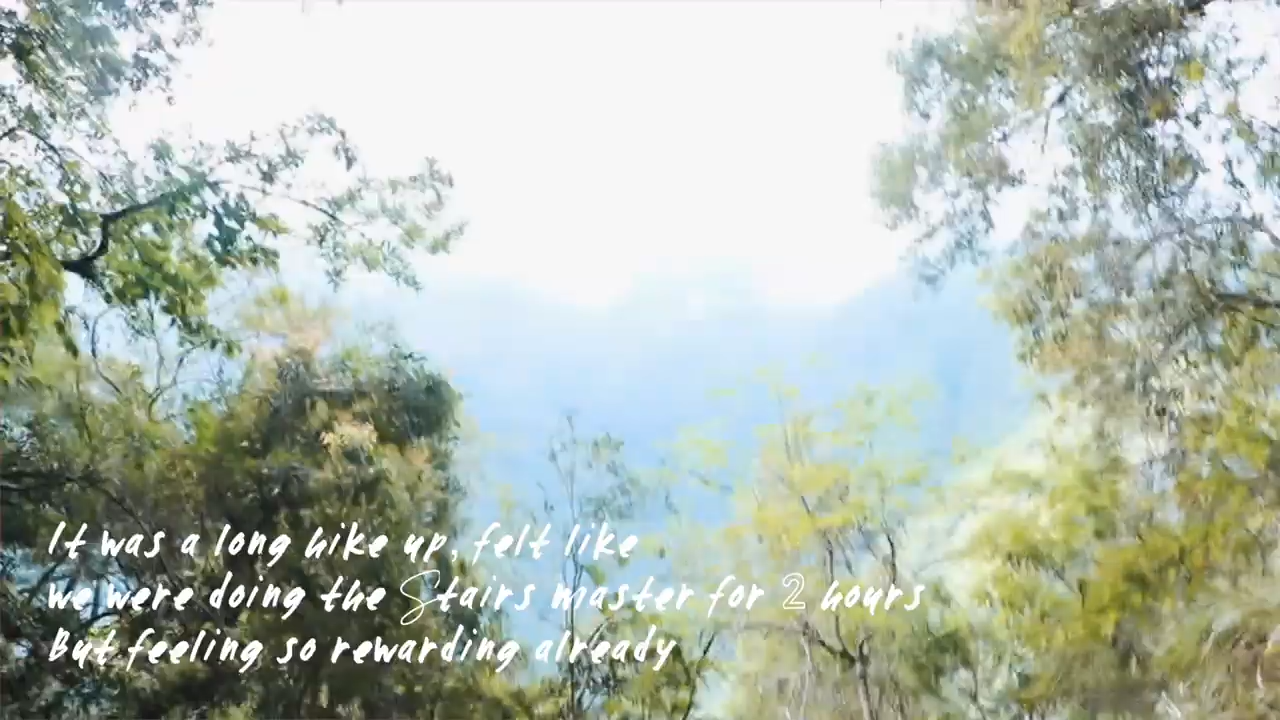 It was a long hike up, felt like
we were doing the Stairs master for 2 hours
But feeling so rewarding already